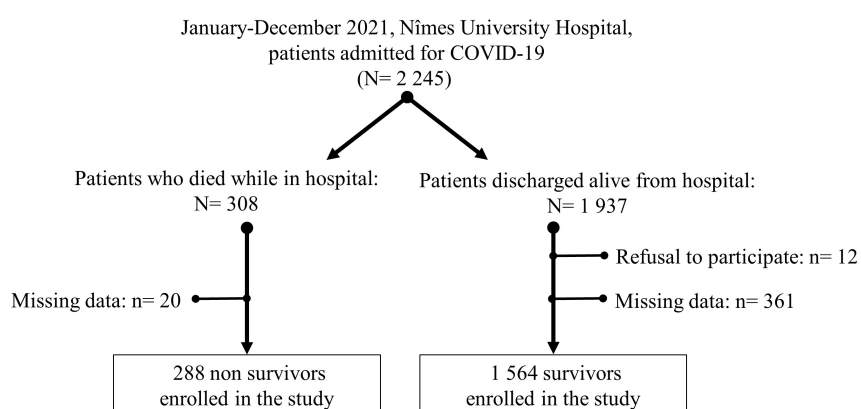 January-December 2021, Nîmes University Hospital,
patients admitted for COVID-19
(N= 2 245)
Patients who died while in hospital:
N= 308
Patients discharged alive from hospital:
N= 1 937
Refusal to participate: n= 12
Missing data: n= 20
Missing data: n= 361
288 non survivors
enrolled in the study
1 564 survivors
enrolled in the study